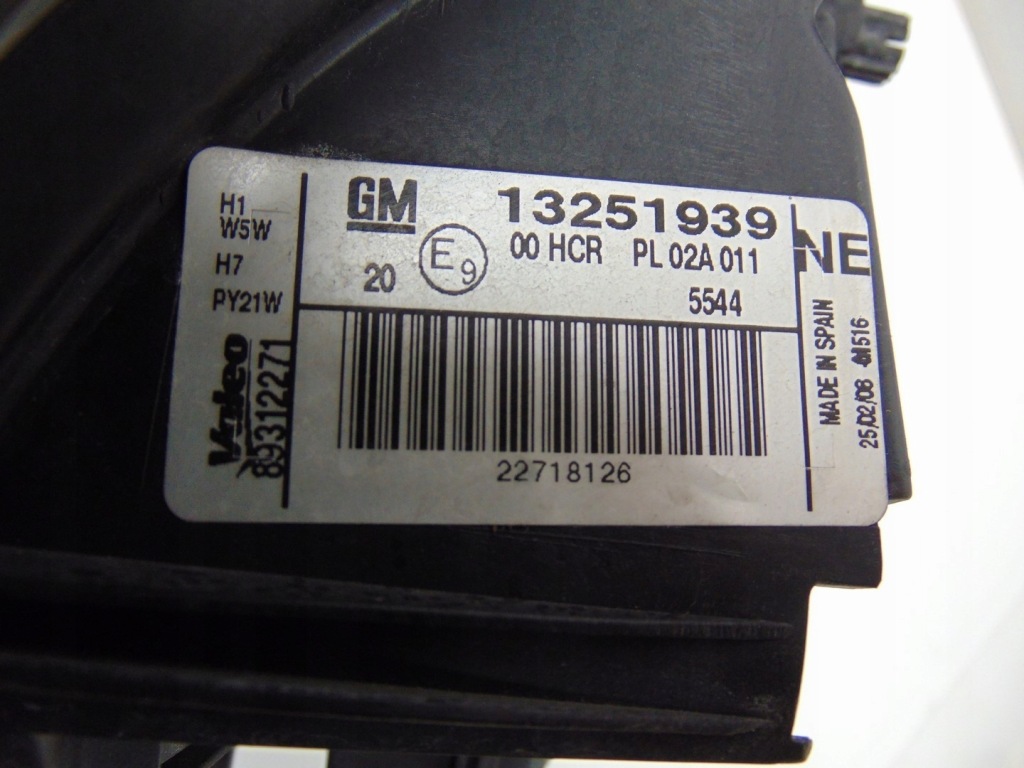 H1
W5W
H7
PY21W
Valeo
89312271
GM
13251939
00 HCR PL 02A 011
20
E9
5544
22718126
NE
MADE IN SPAIN
25/02/08